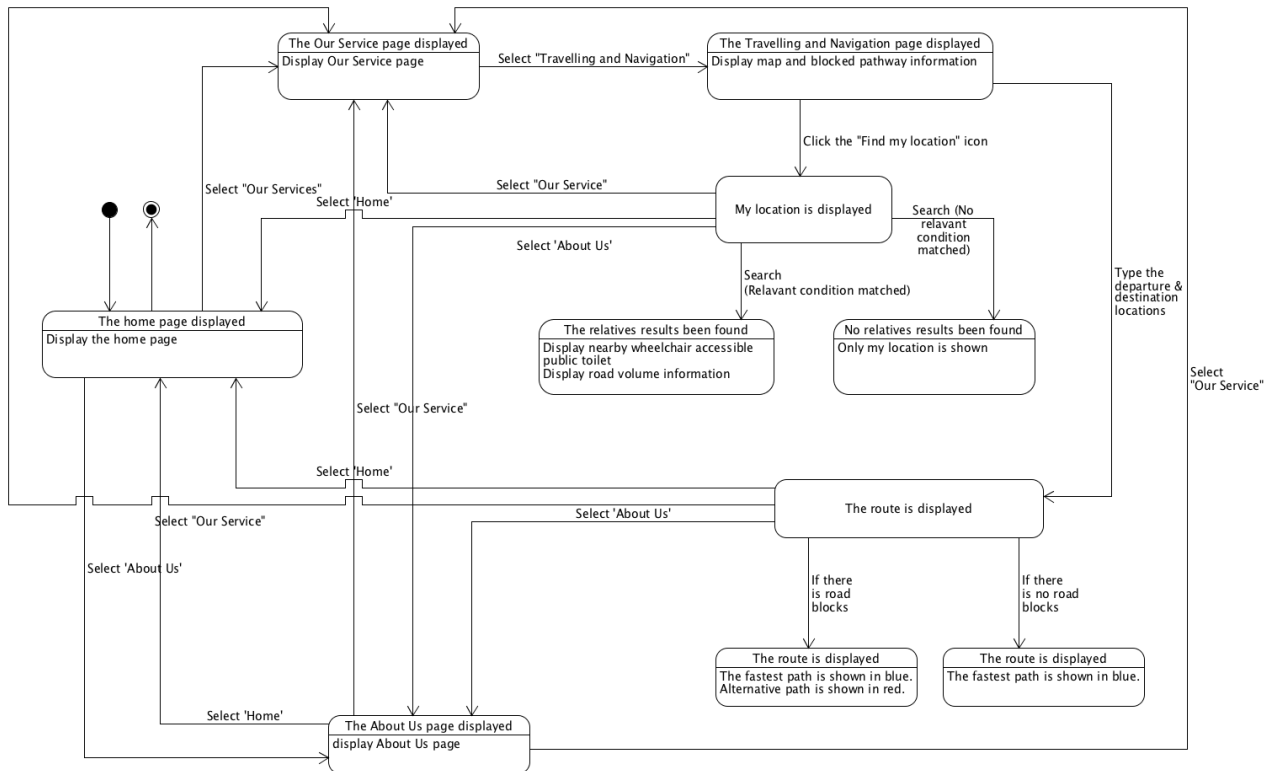 The Our Service page displayed
Display Our Service page
Select "Travelling and Navigation"
The Travelling and Navigation page displayed
Display map and blocked pathway information
Click the "Find my location" icon
Select "Our Services"
Select "Our Service"
Select 'Home'
My location is displayed
Search (No
relavant
condition
matched)
Select 'About Us'
Search
(Relavant condition matched)
Type the
departure &
destination
locations
The home page displayed
Display the home page
The relatives results been found
Display nearby wheelchair accessible
public toilet
Display road volume information
No relatives results been found
Only my location is shown
Select
"Our Service"
Select "Our Service"
Select 'Home'
The route is displayed
Select "Our Service"
Select 'About Us'
Select 'About Us'
If there
is road
blocks
If there
is no road
blocks
The route is displayed
The fastest path is shown in blue.
Alternative path is shown in red.
The route is displayed
The fastest path is shown in blue.
Select 'Home'
The About Us page displayed
display About Us page